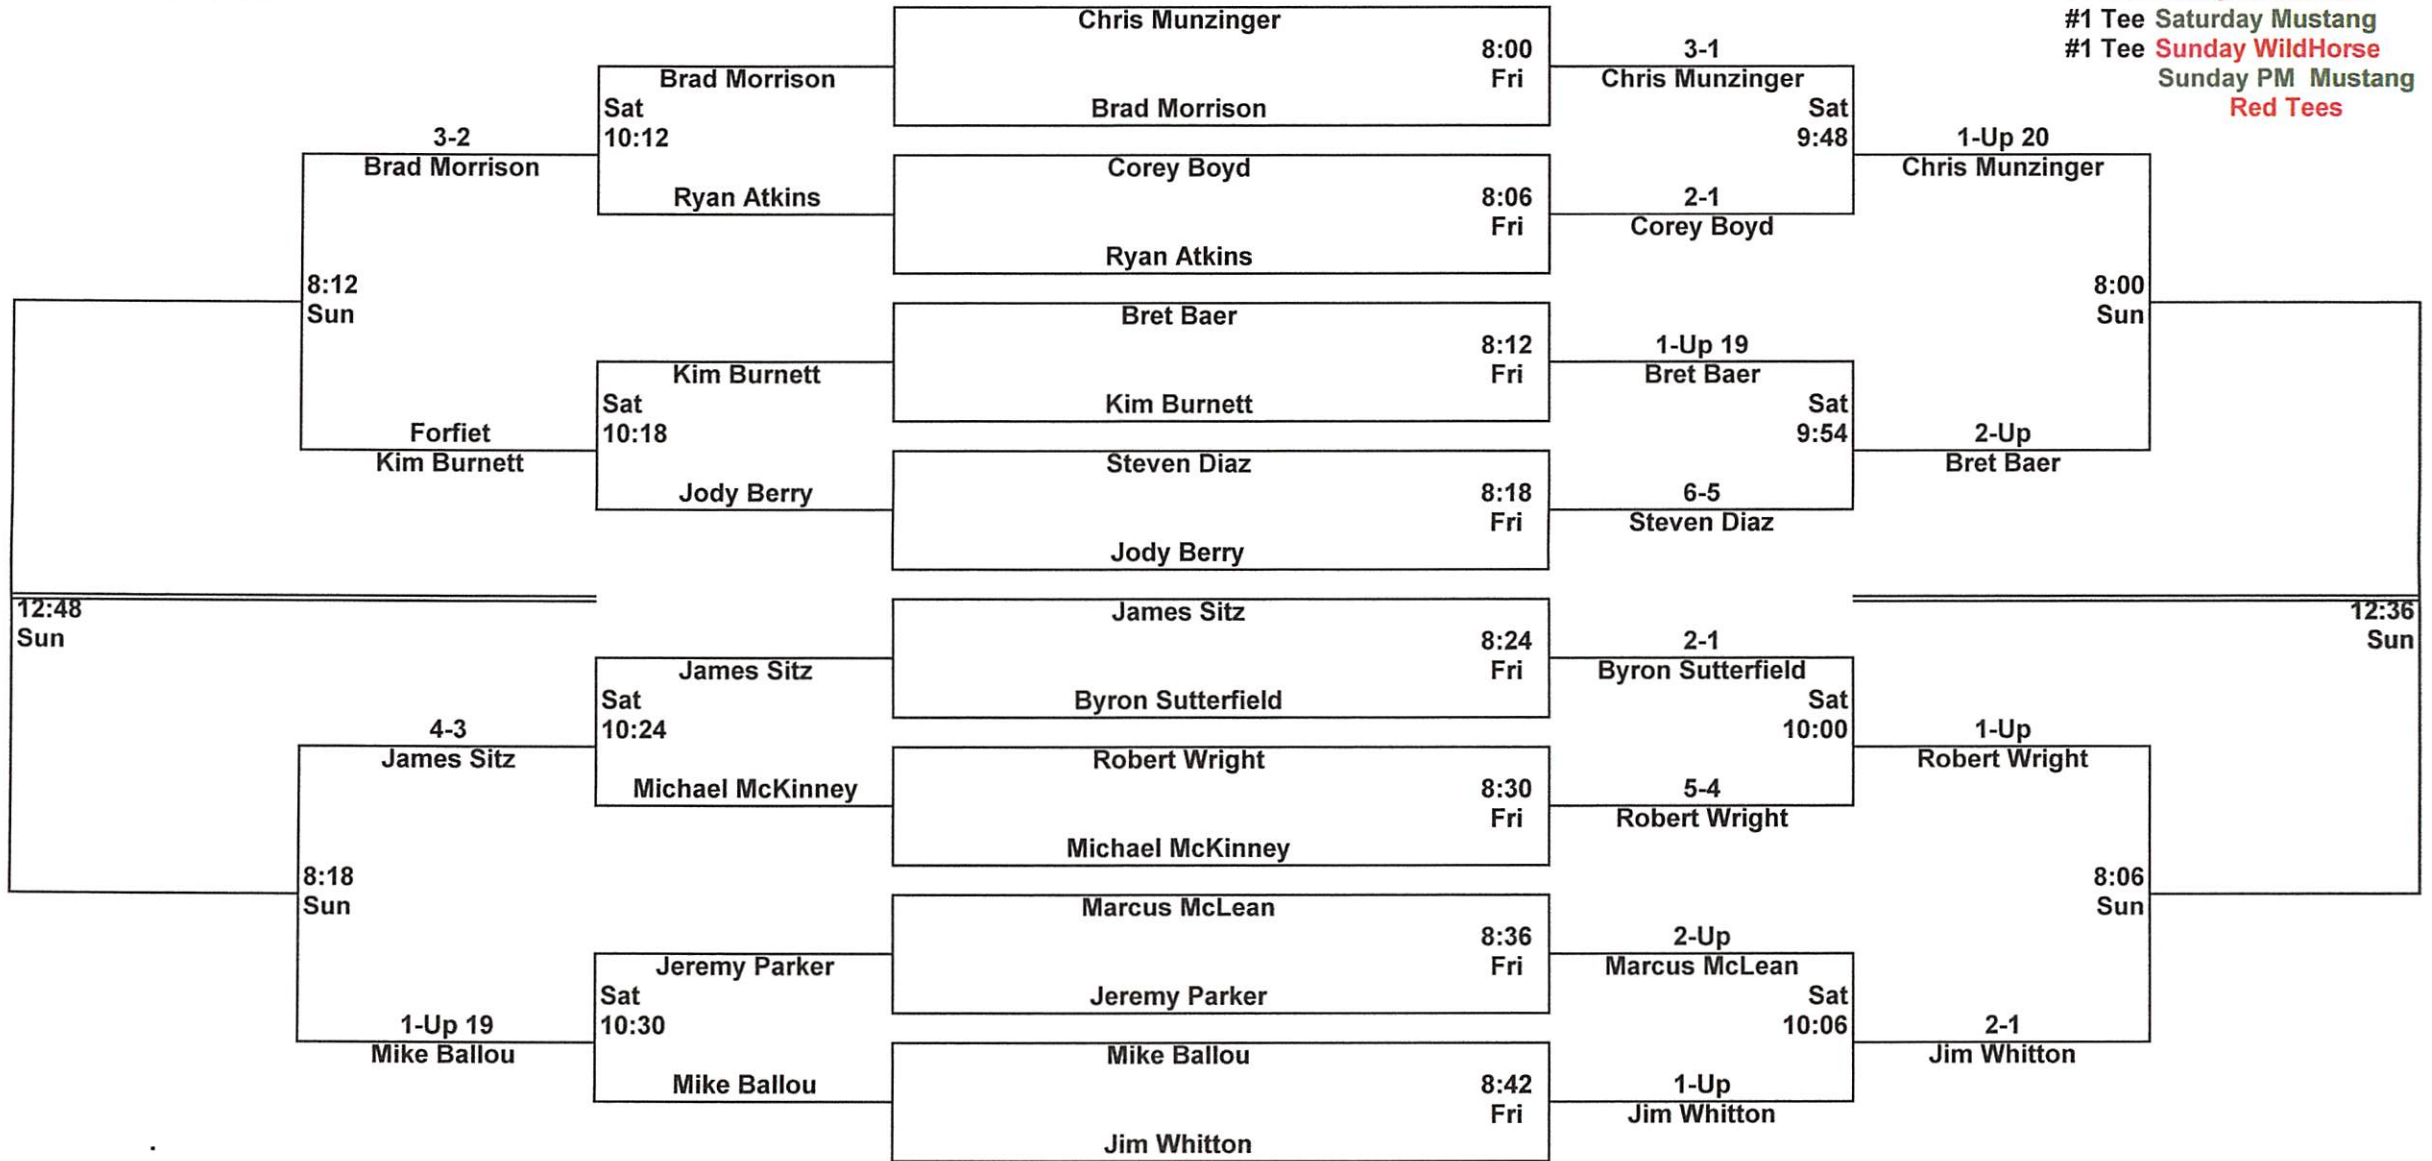 #1 Tee Saturday Mustang
#1 Tee Sunday WildHorse
Sunday PM Mustang
Red Tees
Chris Munzinger
8:00
Fri
Brad Morrison
Corey Boyd
8:06
Fri
Ryan Atkins
Bret Baer
8:12
Fri
Kim Burnett
Steven Diaz
8:18
Fri
Jody Berry
James Sitz
8:24
Fri
Byron Sutterfield
Robert Wright
8:30
Fri
Michael McKinney
Marcus McLean
8:36
Fri
Jeremy Parker
Mike Ballou
8:42
Fri
Jim Whitton
Brad Morrison
Sat
10:12
Ryan Atkins
Kim Burnett
Sat
10:18
Jody Berry
James Sitz
Sat
10:24
Michael McKinney
Jeremy Parker
Sat
10:30
Mike Ballou
3-2
Brad Morrison
8:12
Sun
Forfiet
Kim Burnett
4-3
James Sitz
8:18
Sun
1-Up 19
Mike Ballou
12:48
Sun
3-1
Chris Munzinger
Sat
9:48
2-1
Corey Boyd
1-Up 19
Bret Baer
Sat
9:54
6-5
Steven Diaz
2-1
Byron Sutterfield
Sat
10:00
5-4
Robert Wright
2-Up
Marcus McLean
Sat
10:06
1-Up
Jim Whitton
1-Up 20
Chris Munzinger
8:00
Sun
2-Up
Bret Baer
1-Up
Robert Wright
8:06
Sun
2-1
Jim Whitton
12:36
Sun